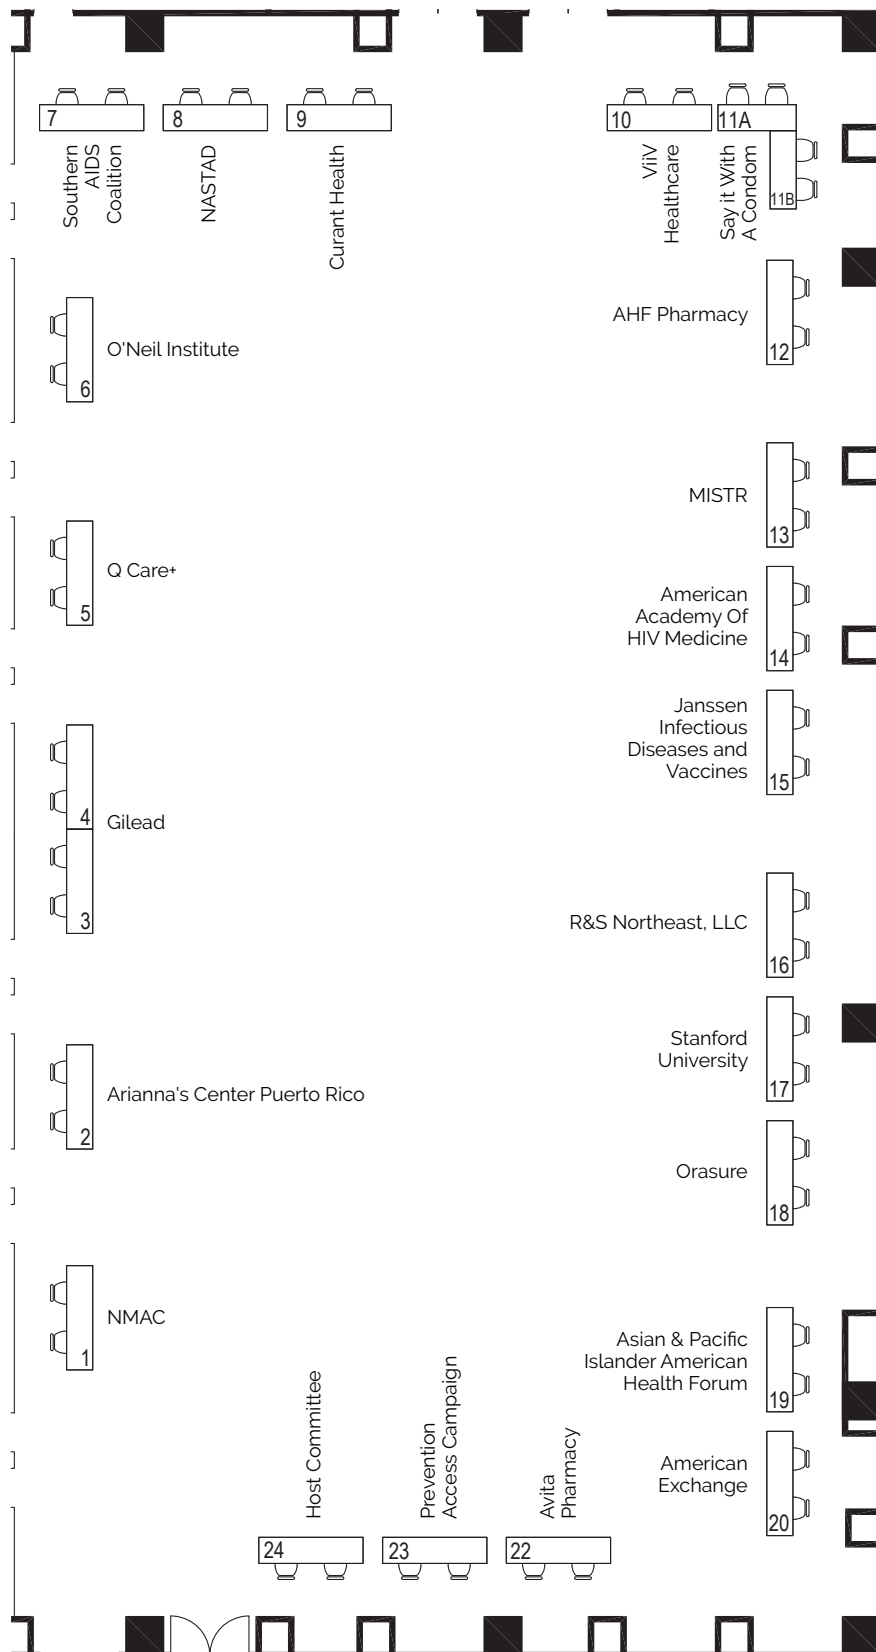 7
8
9
10
11A
11B
Southern
AIDS
Coalition
NASTAD
Curant Health
ViiV
Healthcare
Say it With
A Condom
6
O'Neil Institute
AHF Pharmacy
12
5
Q Care+
MISTR
13
American
Academy Of
HIV Medicine
14
4
3
Gilead
Janssen
Infectious
Diseases and
Vaccines
15
R&S Northeast, LLC
16
2
Arianna's Center Puerto Rico
Stanford
University
17
Orasure
18
1
NMAC
Asian & Pacific
Islander American
Health Forum
19
American
Exchange
20
Host Committee
24
Prevention
Access Campaign
23
Avita
Pharmacy
22